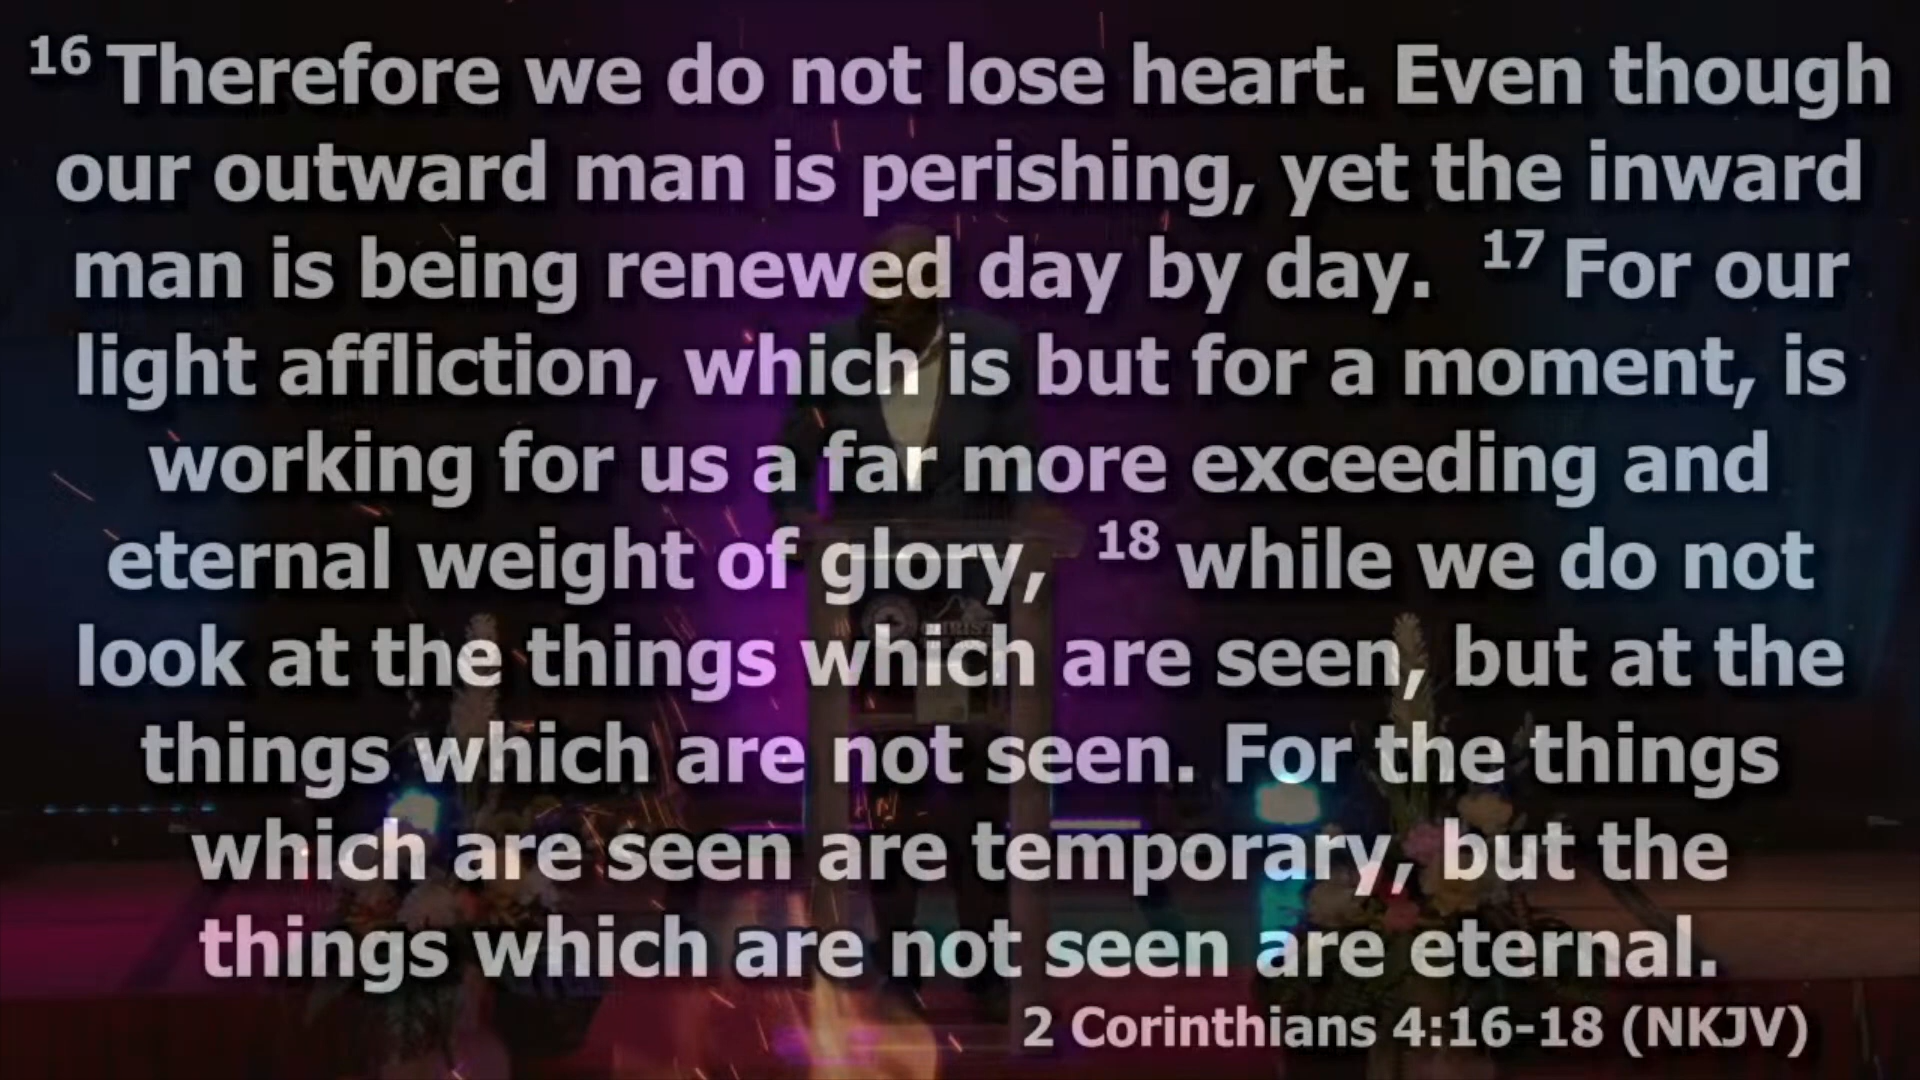 16 Therefore we do not lose heart. Even though
our outward man is perishing, yet the inward
man is being renewed day by day. 17 For our
light affliction, which is but for a moment, is
working for us a far more exceeding and
eternal weight of glory, 18 while we do not
look at the things which are seen, but at the
things which are not seen. For the things
which are seen are temporary, but the
things which are not seen are eternal.
2 Corinthians 4:16-18 (NKJV)